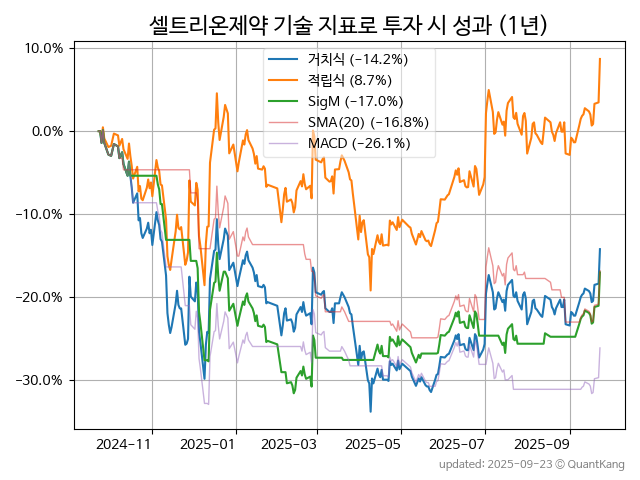 셀트리온제약 기술 지표로 투자 시 성과 (1년)
10.0%
0.0%
−10.0%
−20.0%
−30.0%
거치식 (−14.2%)
적립식 (8.7%)
SigM (−17.0%)
SMA(20) (−16.8%)
MACD (−26.1%)
2024-11
2025-01
2025-03
2025-05
2025-07
2025-09
updated: 2025-09-23 © QuantKang